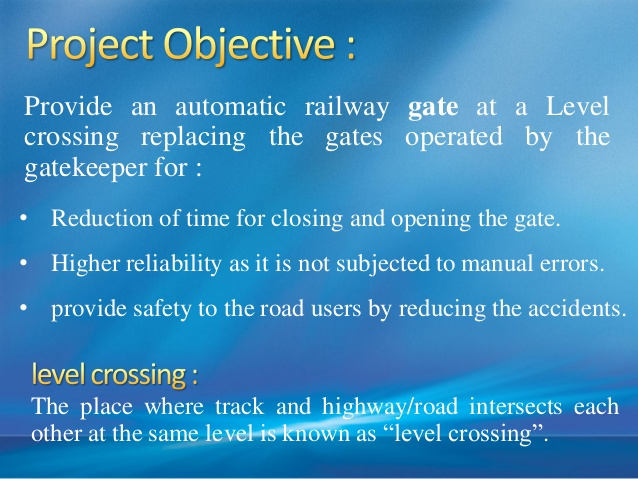 Project Objective :
Provide an automatic railway gate at a Level
crossing replacing the gates operated by the
gatekeeper for :
• Reduction of time for closing and opening the gate.
• Higher reliability as it is not subjected to manual errors.
• provide safety to the road users by reducing the accidents.
level crossing :
The place where track and highway/road intersects each
other at the same level is known as “level crossing”.